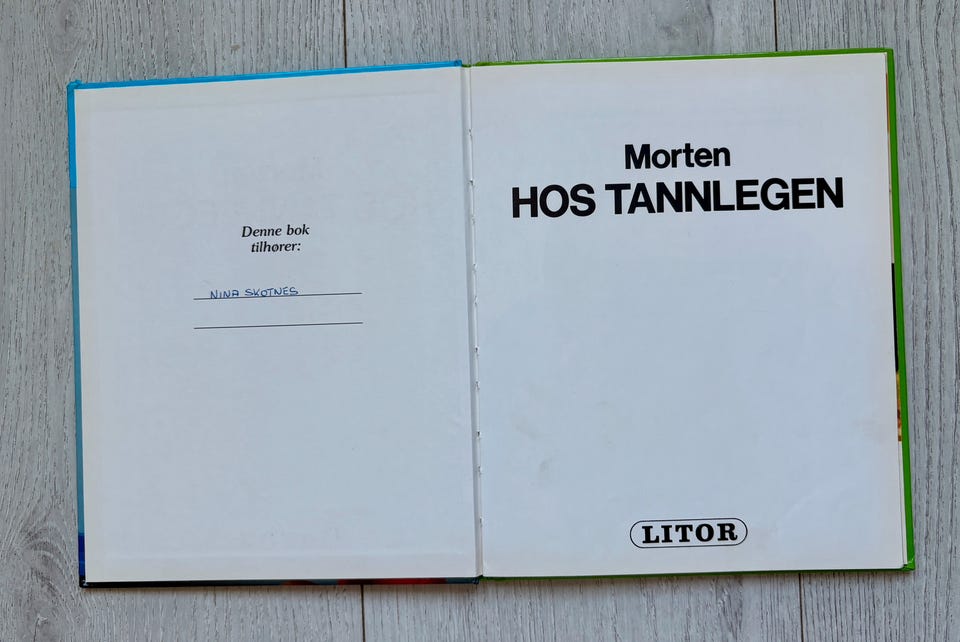 Denne bok
tilhører:
NINA SKOTNES
Morten
HOS TANNLEGEN
LITOR